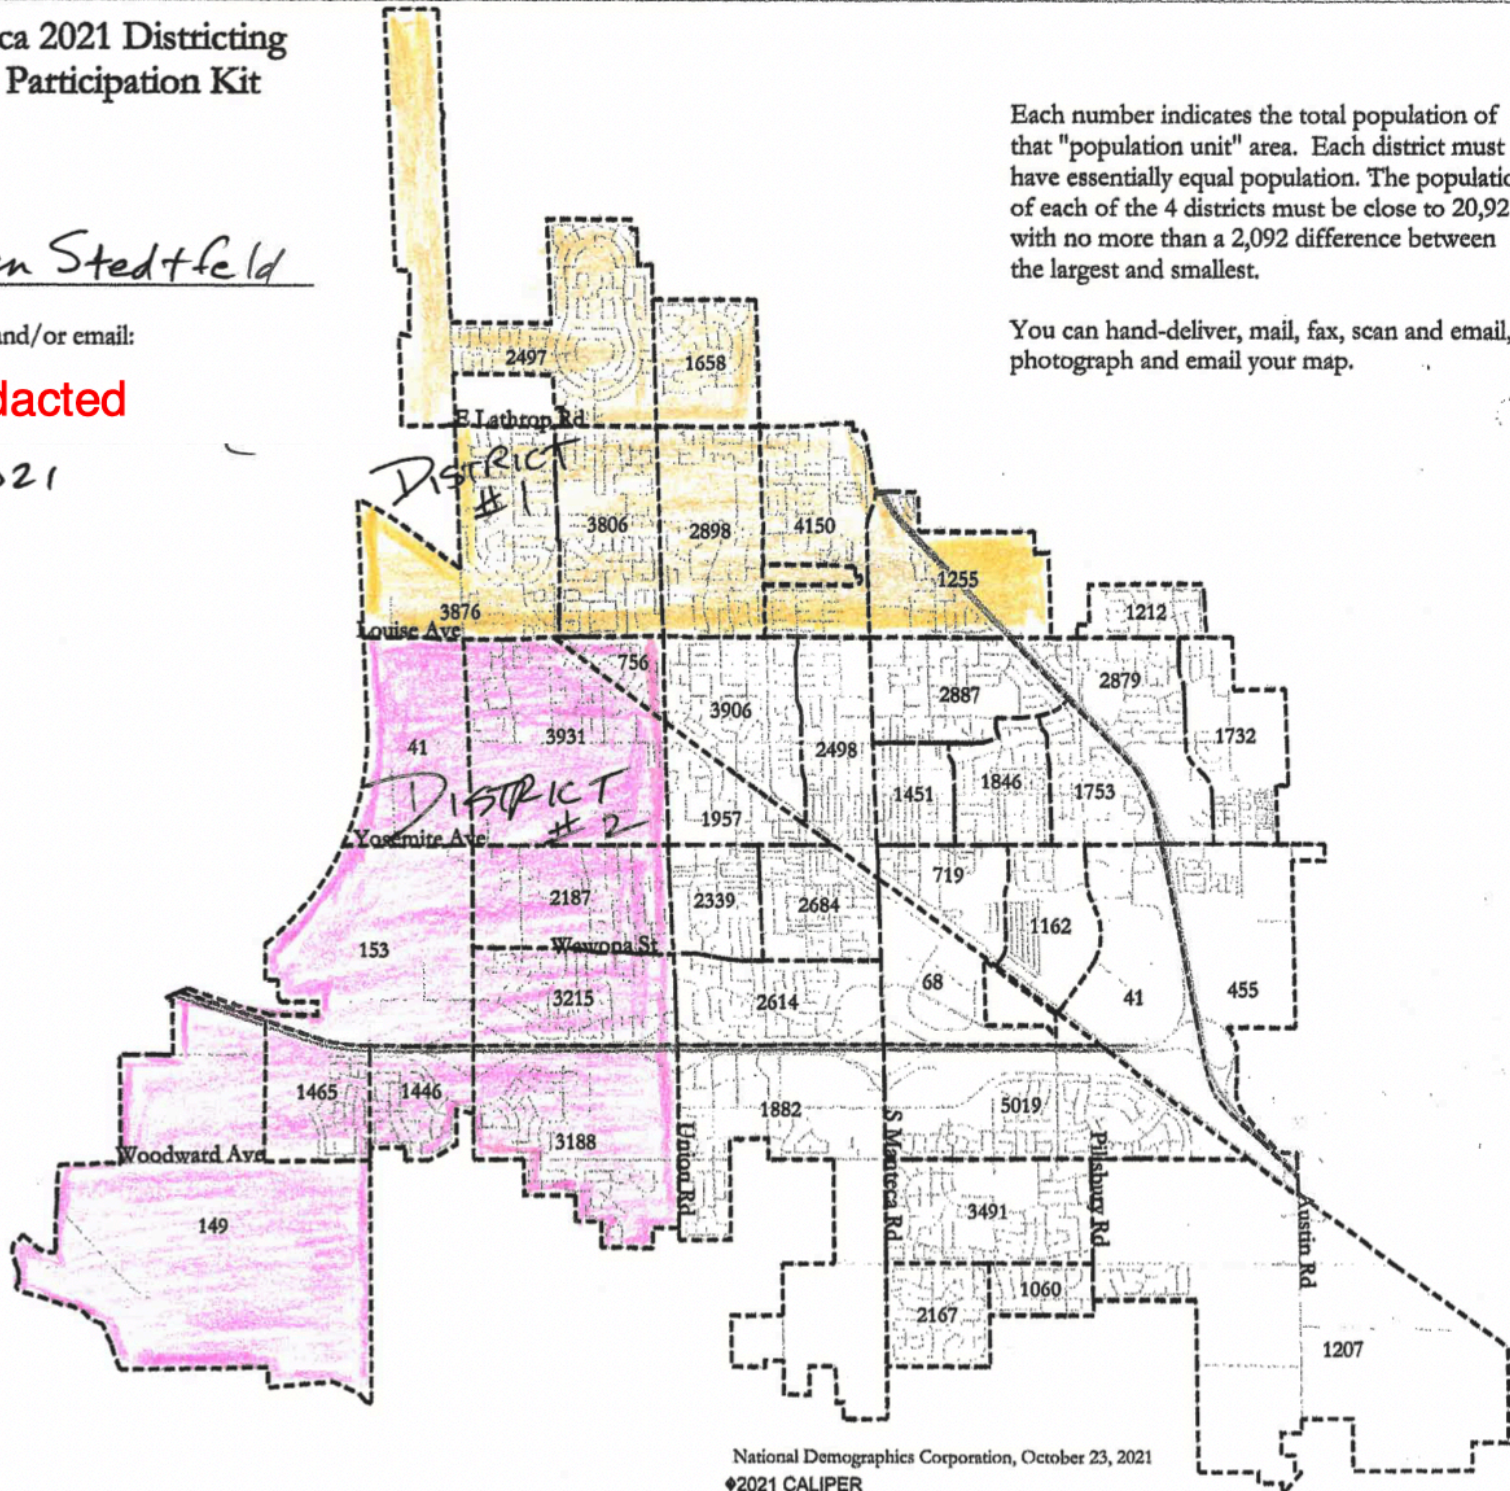 ca 2021 Districting
Participation Kit
n Stedtfeld
and/or email:
dacted
021
Each number indicates the total population of
that "population unit" area. Each district must
have essentially equal population. The populatio
of each of the 4 districts must be close to 20,92
with no more than a 2,092 difference between
the largest and smallest.
You can hand-deliver, mail, fax, scan and email,
photograph and email your map.
2497
1658
E Lathrop Rd
DISTRICT
# 1
3806
2898
4150
1255
3876
1212
Louise Ave
756
2879
2887
3906
41
3931
2498
1732
1846
1451
1753
DISTRICT
# 2
1957
Yosemite Ave
719
2187
2339
2684
1162
153
Wawona St
68
3215
2614
41
455
1465
1446
1882
5019
3188
Woodward Ave
Union Rd
S Manteca Rd
Pillsbury Rd
Austin Rd
149
3491
1060
2167
1207
National Demographics Corporation, October 23, 2021
2021 CALIPER